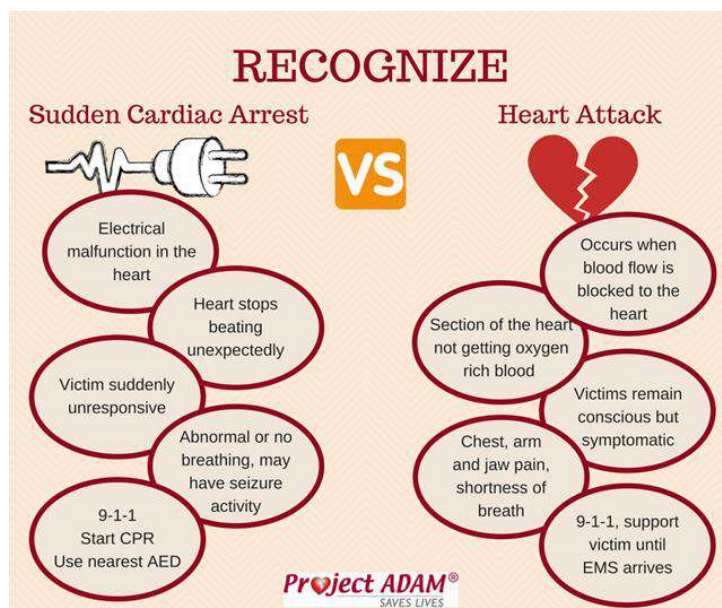 RECOGNIZE
Sudden Cardiac Arrest
VS
Heart Attack
Electrical
malfunction in the
heart
Heart stops
beating
unexpectedly
Victim suddenly
unresponsive
Abnormal or no
breathing, may
have seizure
activity
9-1-1
Start CPR
Use nearest AED
Occurs when
blood flow is
blocked to the
heart
Section of the heart
not getting oxygen
rich blood
Victims remain
conscious but
symptomatic
Chest, arm
and jaw pain,
shortness of
breath
9-1-1, support
victim until
EMS arrives
Project ADAM®
SAVES LIVES